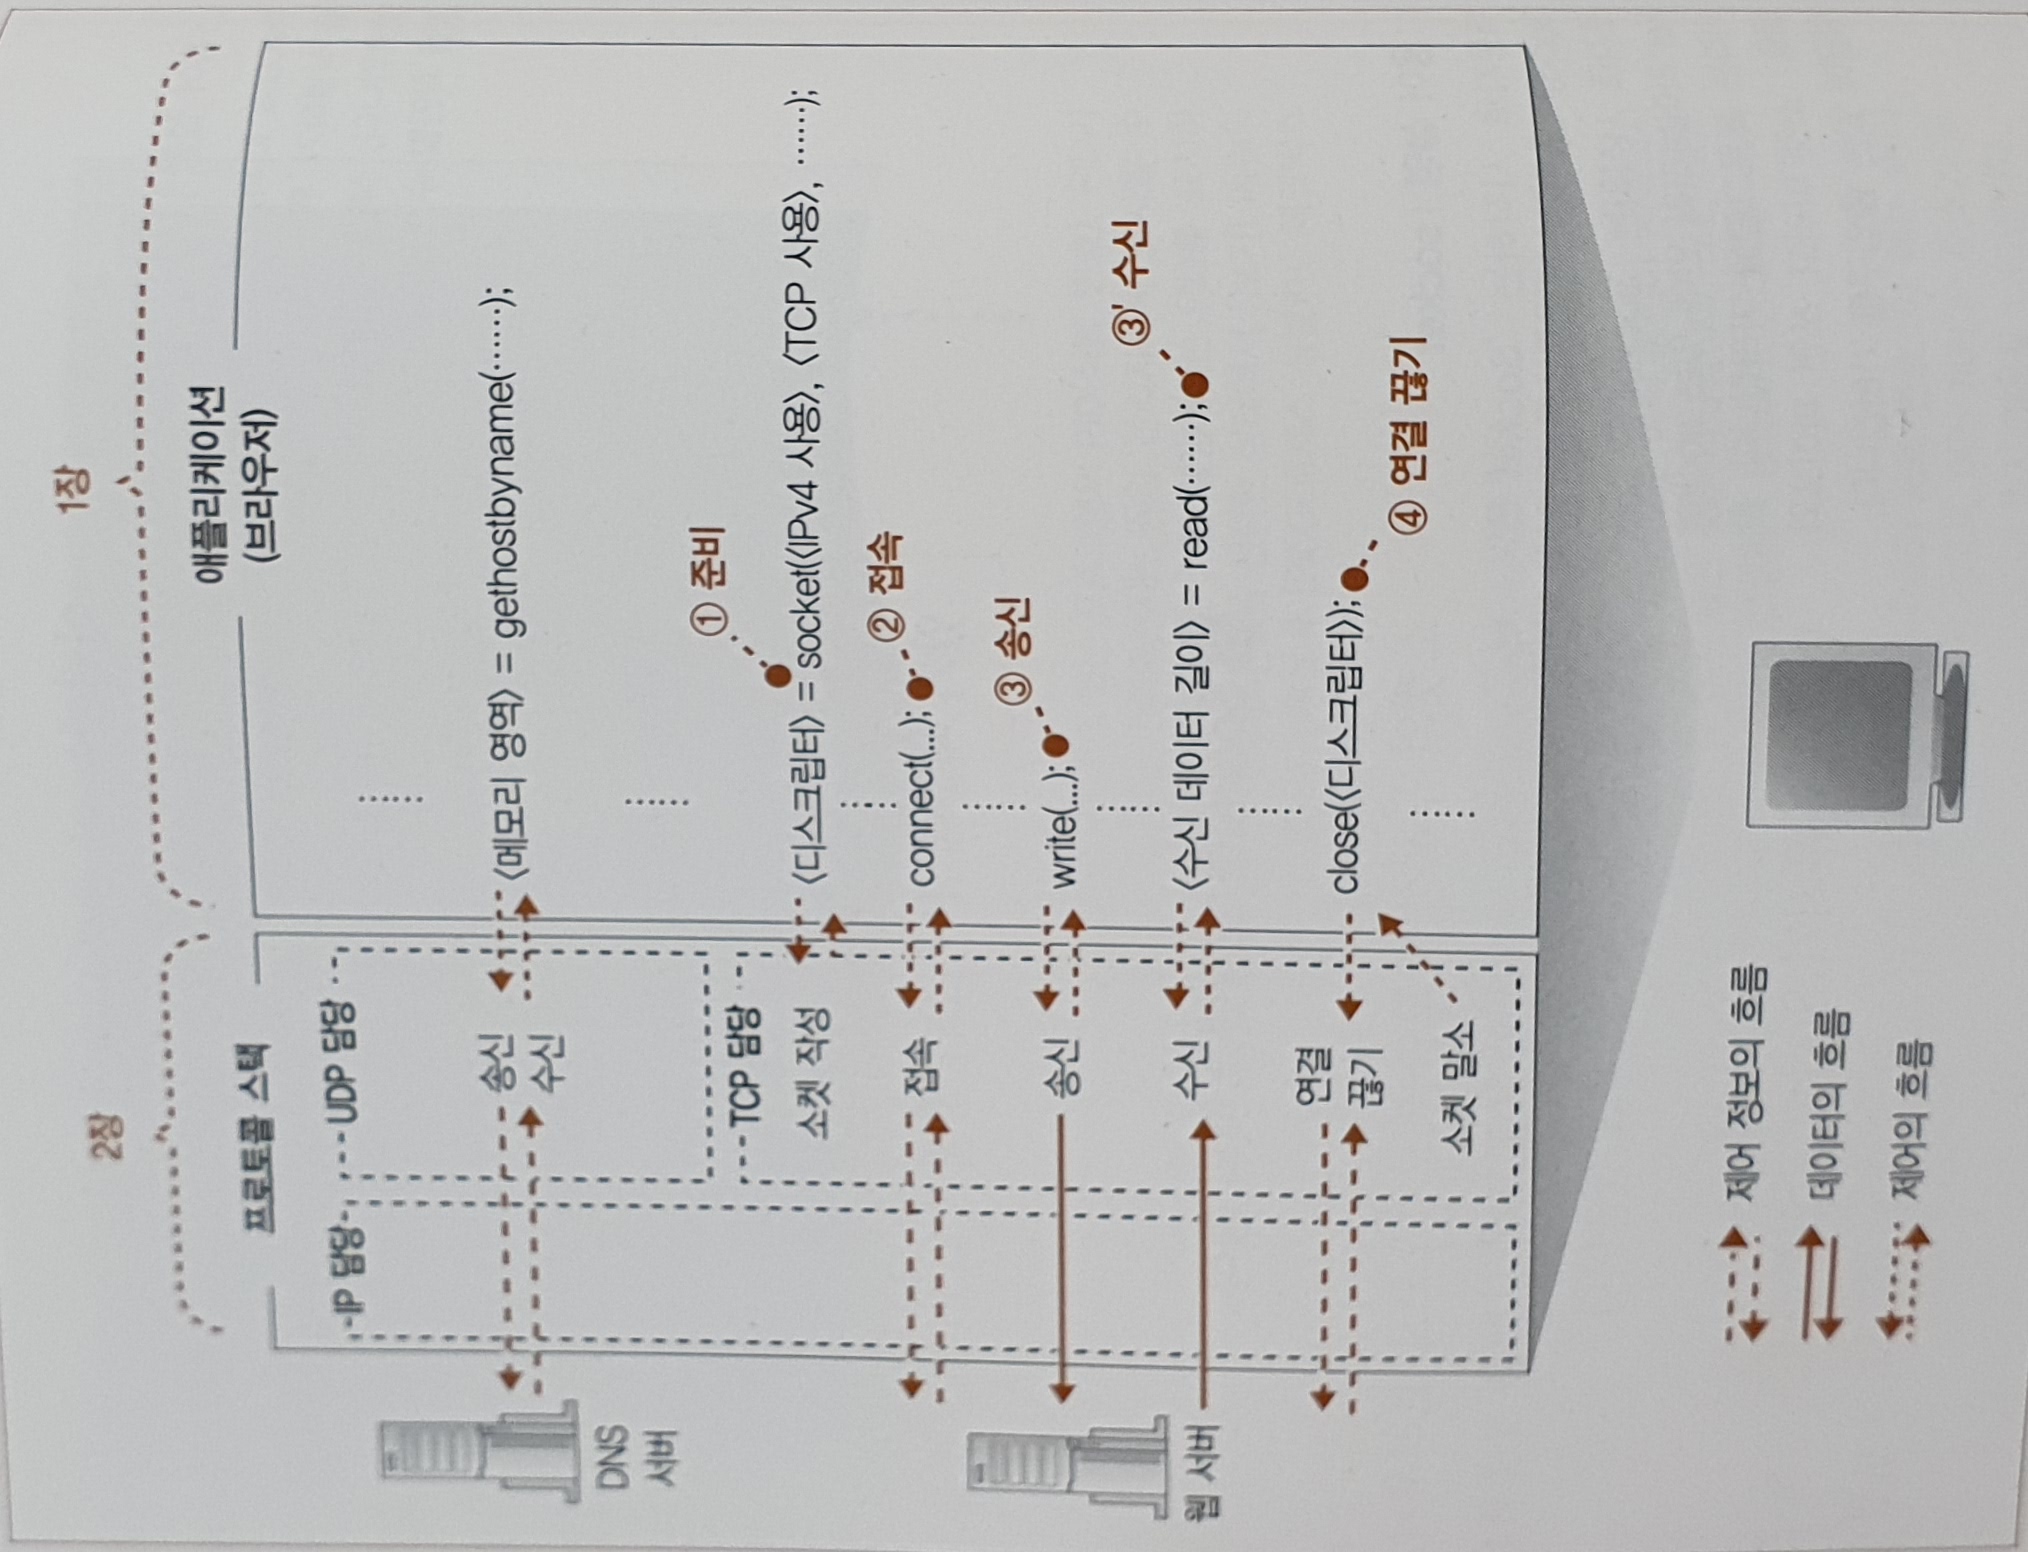 2장
1장
프로토콜 스택
애플리케이션
(브라우저)
IP 담당
UDP 담당
송신
수신
〈메모리 영역〉 = gethostbyname(……);
DNS
서버
① 준비
TCP 담당
소켓 작성
〈디스크립터〉 = socket(〈IPv4 사용〉, 〈TCP 사용〉, ……);
② 접속
접속
connect(...);
③ 송신
송신
write(...);
③' 수신
수신
〈수신 데이터 길이〉 = read(……);
웹 서버
연결
끊기
close(〈디스크립터〉);
④ 연결 끊기
소켓 말소
제어 정보의 흐름
데이터의 흐름
제어의 흐름